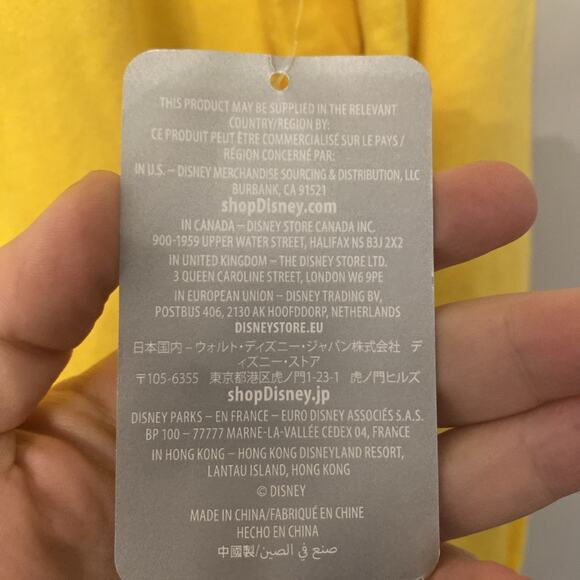 THIS PRODUCT MAY BE SUPPLIED IN THE RELEVANT
COUNTRY/REGION BY:
CE PRODUIT PEUT ÊTRE COMMERCIALISÉ SUR LE PAYS /
RÉGION CONCERNÉ PAR:
IN U.S. – DISNEY MERCHANDISE SOURCING & DISTRIBUTION, LLC
BURBANK, CA 91521
shopDisney.com
IN CANADA – DISNEY STORE CANADA INC.
900-1959 UPPER WATER STREET, HALIFAX NS B3J 2X2
IN UNITED KINGDOM – THE DISNEY STORE LTD.
3 QUEEN CAROLINE STREET, LONDON W6 9PE
IN EUROPEAN UNION – DISNEY TRADING BV,
POSTBUS 406, 2130 AK HOOFDDORP, NETHERLANDS
DISNEYSTORE.EU
日本国内 – ウォルト・ディズニー・ジャパン株式会社 デ
ィズニー・ストア
〒105-6355 東京都港区虎ノ門1-23-1 虎ノ門ヒルズ
shopDisney.jp
DISNEY PARKS – EN FRANCE - EURO DISNEY ASSOCIÉS S.A.S.
BP 100 – 77777 MARNE-LA-VALLÉE CEDEX 04, FRANCE
IN HONG KONG – HONG KONG DISNEYLAND RESORT,
LANTAU ISLAND, HONG KONG
© DISNEY
MADE IN CHINA/FABRIQUÉ EN CHINE
HECHO EN CHINA
中國製/صنع في الصين